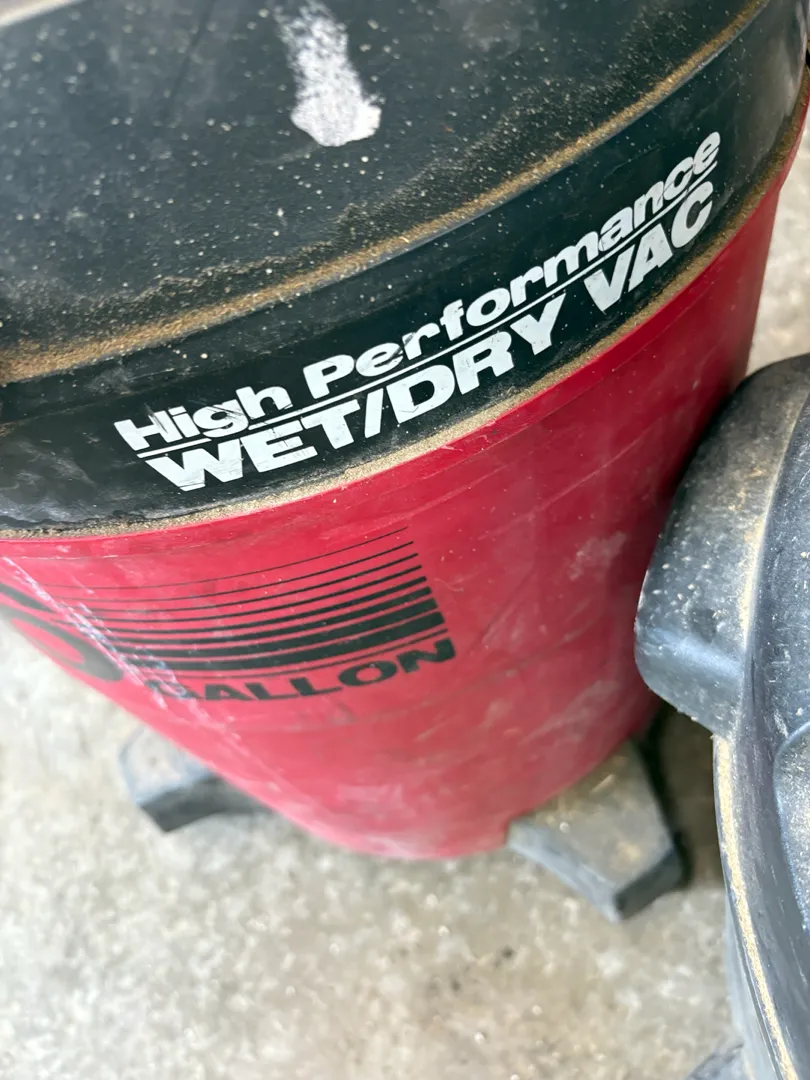 High Performance
WET/DRY VAC
GALLON